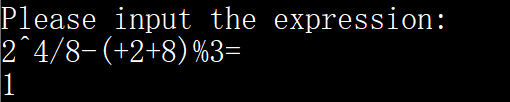 Please input the expression:
2^4/8-(+2+8)%3=
1